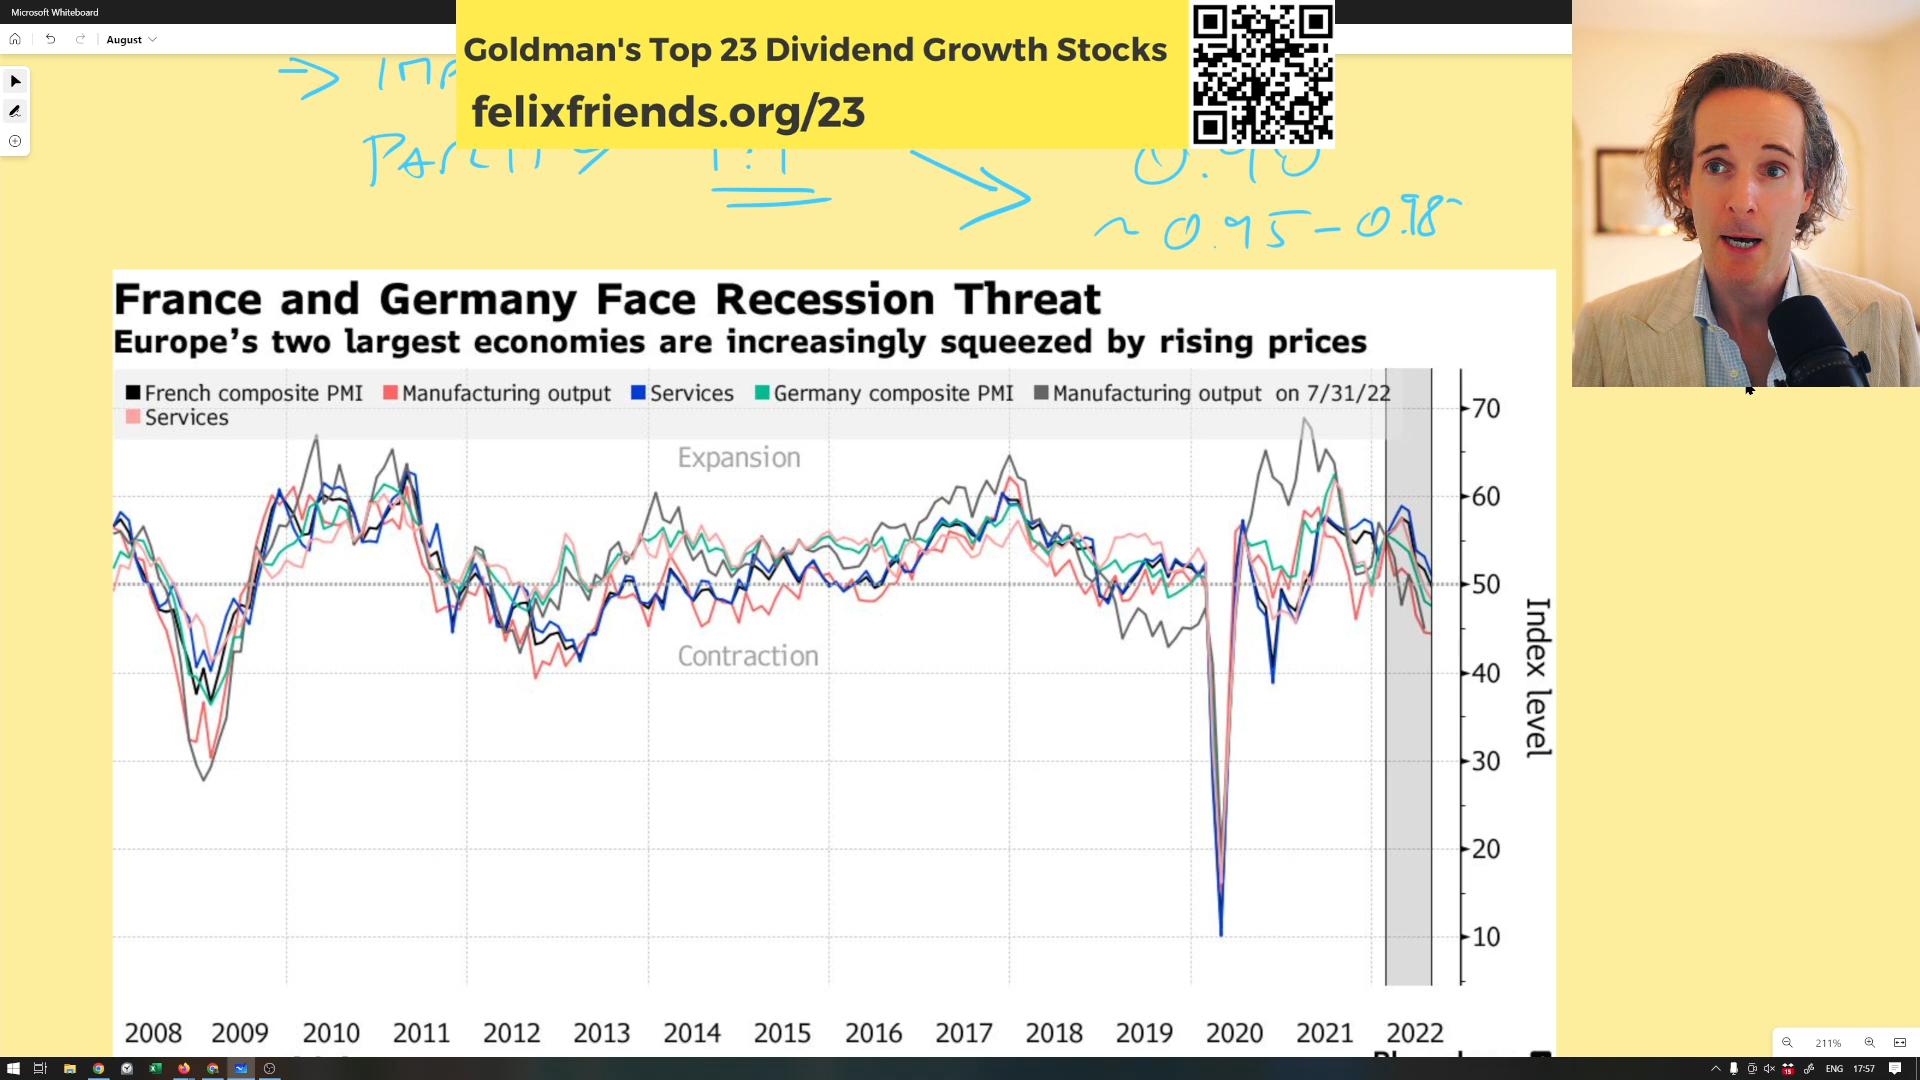 Microsoft Whiteboard
August
Goldman's Top 23 Dividend Growth Stocks
felixfriends.org/23
1:1
0.90
~ 0.95 - 0.98
France and Germany Face Recession Threat
Europe's two largest economies are increasingly squeezed by rising prices
French composite PMI Manufacturing output Services Germany composite PMI Manufacturing output on 7/31/22
Services
Expansion
Contraction
70
60
50
40
30
20
10
Index level
2008 2009 2010 2011 2012 2013 2014 2015 2016 2017 2018 2019 2020 2021 2022
211%
ENG 17:57